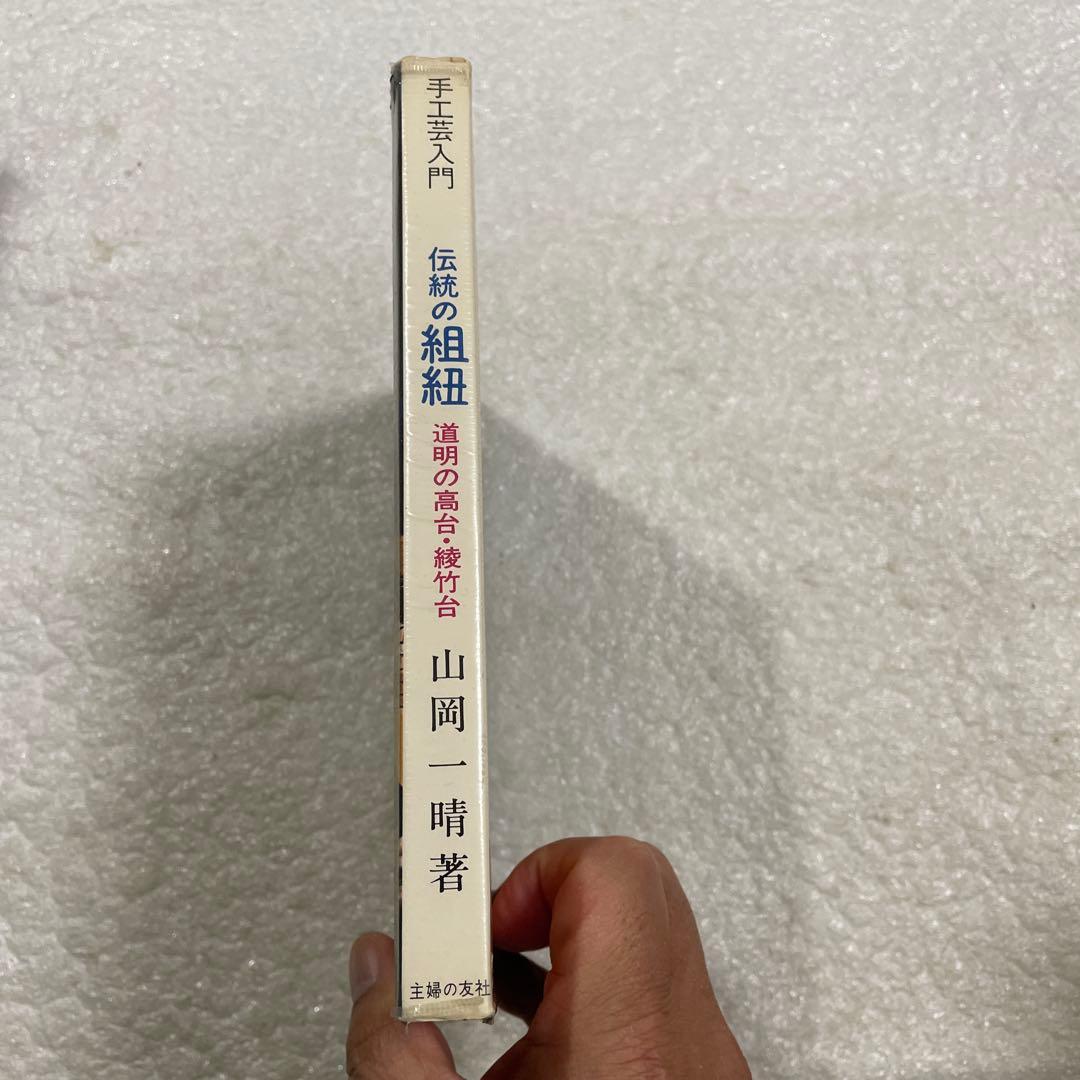 手工芸入門
伝統の組紐
道明の高台・綾竹台
山岡一晴著
主婦の友社